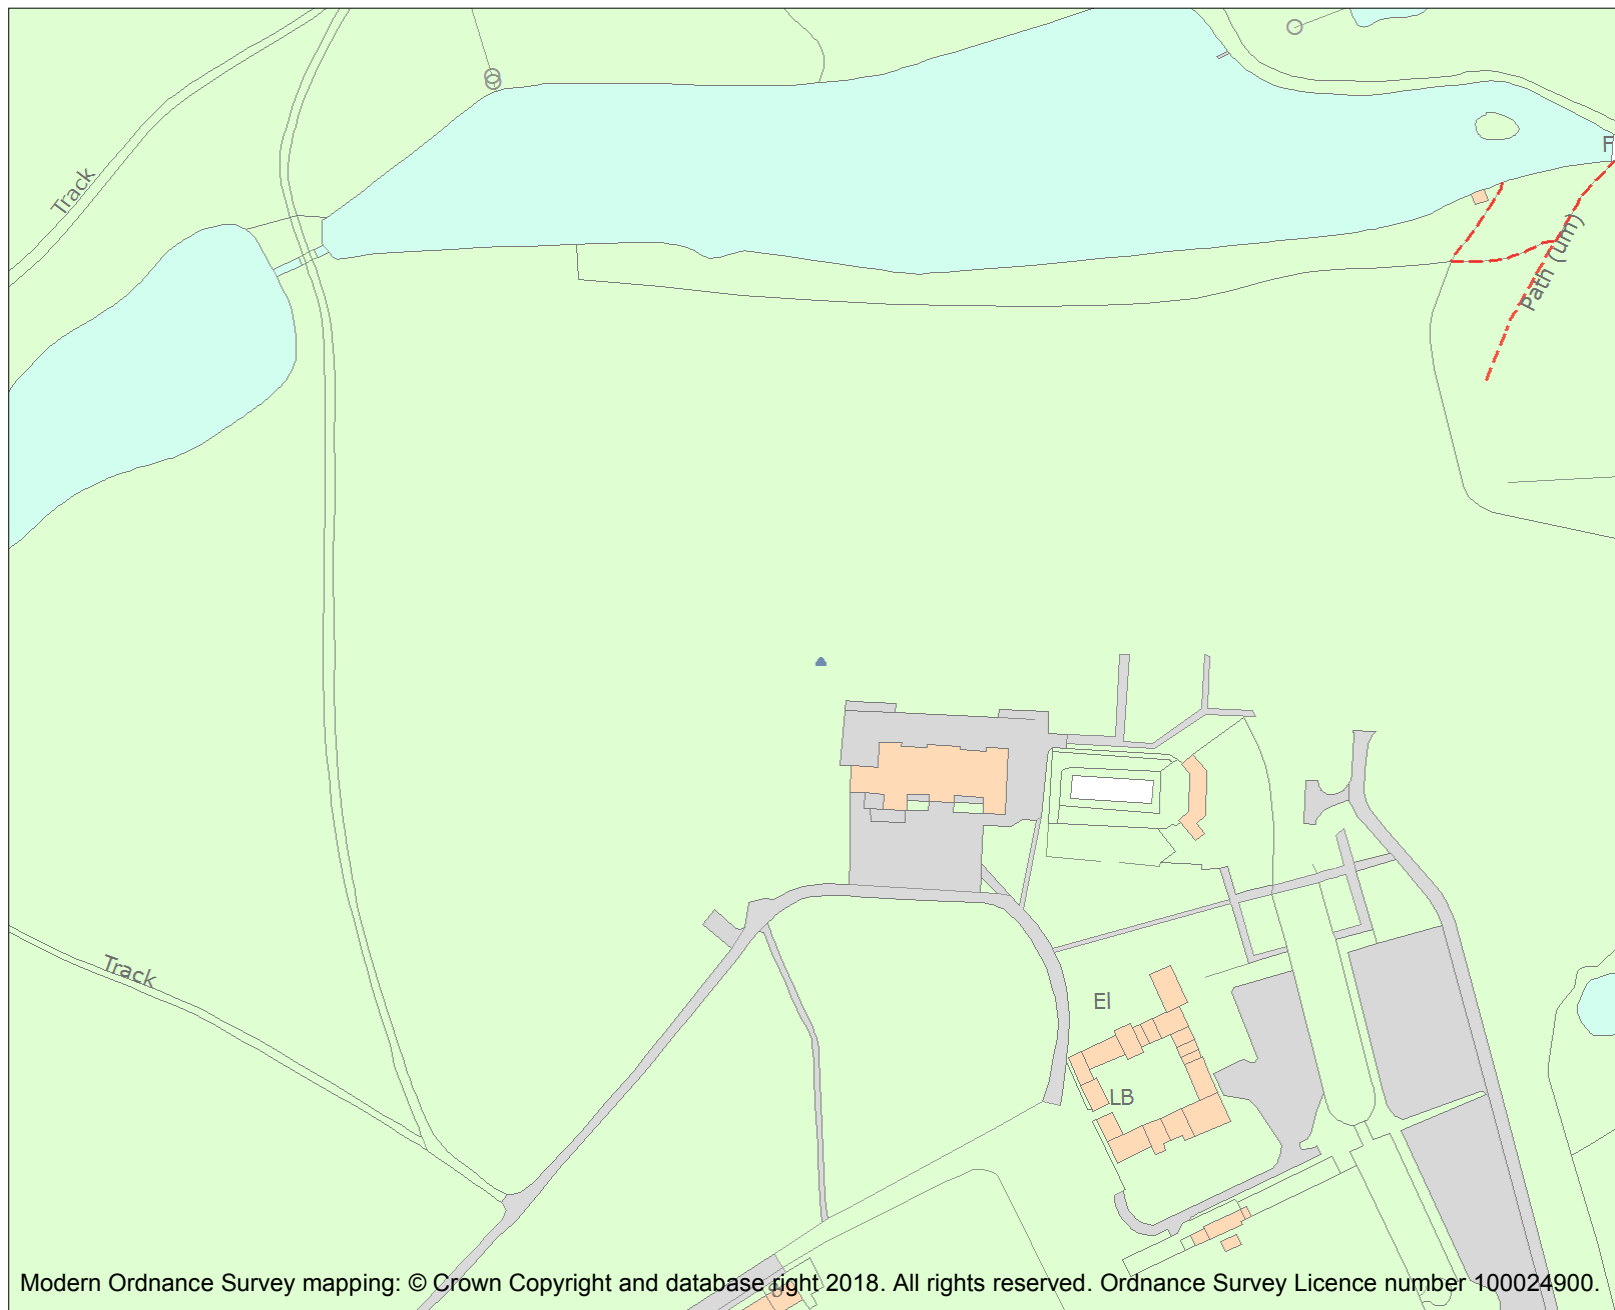 F
Track
Path (um)
Track
El
LB
Modern Ordnance Survey mapping: © Crown Copyright and database right 2018. All rights reserved. Ordnance Survey Licence number 100024900.